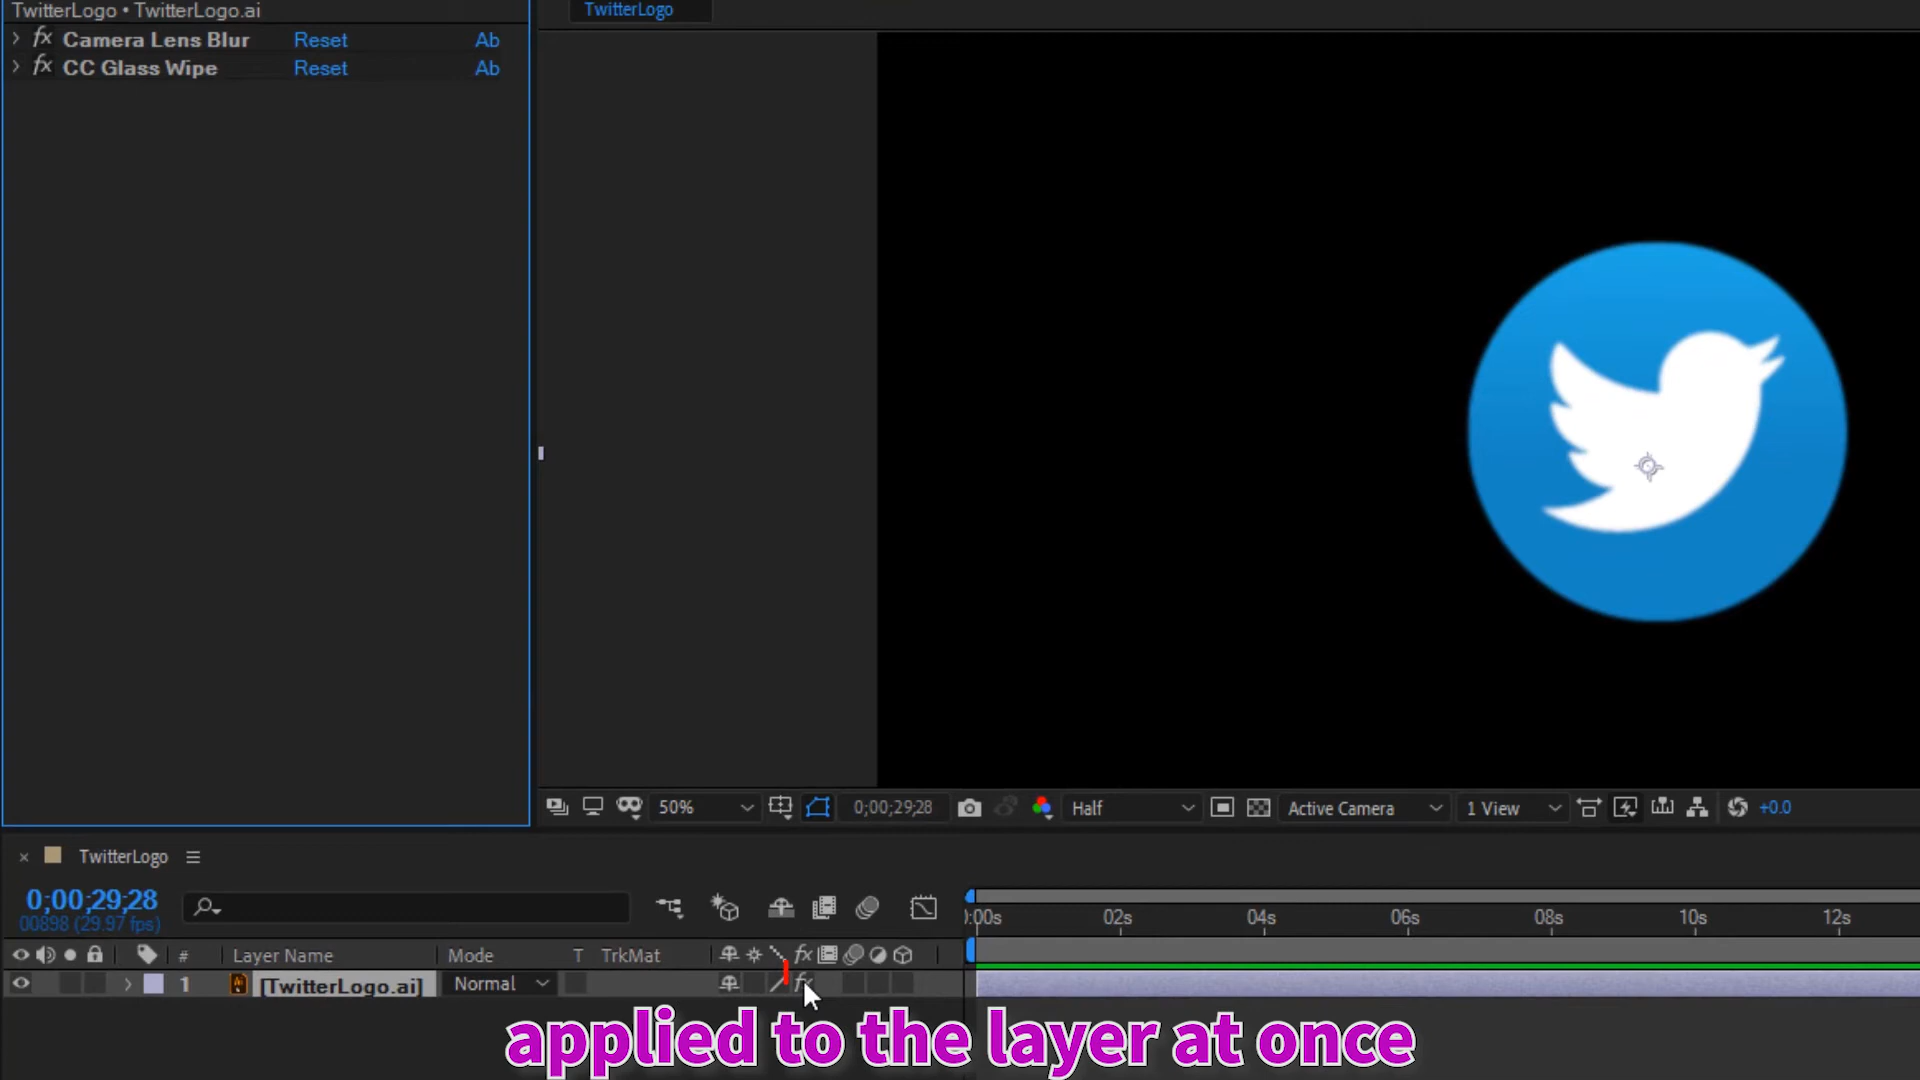 TwitterLogo • TwitterLogo.ai
TwitterLogo
fx Camera Lens Blur Reset Ab
fx CC Glass Wipe Reset Ab
50% 0;00;29;28 Half Active Camera 1 View +0.0
TwitterLogo
0;00;29;28
00898 (29.97 fps)
:00s 02s 04s 06s 08s 10s 12s
# Layer Name Mode T TrkMat fx
1 [TwitterLogo.ai] Normal fx
applied to the layer at once